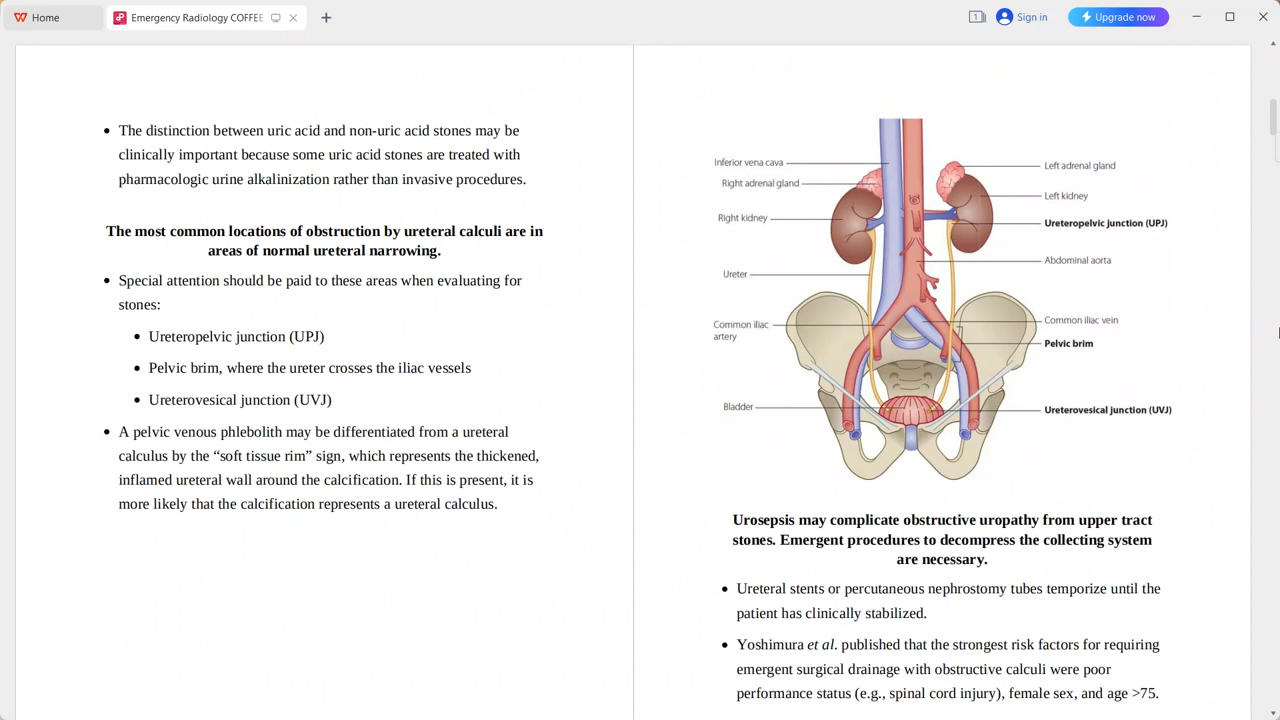 Home
Emergency Radiology COFFEE
1
Sign in
Upgrade now
• The distinction between uric acid and non-uric acid stones may be
clinically important because some uric acid stones are treated with
pharmacologic urine alkalinization rather than invasive procedures.
The most common locations of obstruction by ureteral calculi are in
areas of normal ureteral narrowing.
• Special attention should be paid to these areas when evaluating for
stones:
• Ureteropelvic junction (UPJ)
• Pelvic brim, where the ureter crosses the iliac vessels
• Ureterovesical junction (UVJ)
• A pelvic venous phlebolith may be differentiated from a ureteral
calculus by the “soft tissue rim” sign, which represents the thickened,
inflamed ureteral wall around the calcification. If this is present, it is
more likely that the calcification represents a ureteral calculus.
Inferior vena cava
Right adrenal gland
Right kidney
Ureter
Common iliac
artery
Bladder
Left adrenal gland
Left kidney
Ureteropelvic junction (UPJ)
Abdominal aorta
Common iliac vein
Pelvic brim
Ureterovesical junction (UVJ)
Urosepsis may complicate obstructive uropathy from upper tract
stones. Emergent procedures to decompress the collecting system
are necessary.
• Ureteral stents or percutaneous nephrostomy tubes temporize until the
patient has clinically stabilized.
• Yoshimura et al. published that the strongest risk factors for requiring
emergent surgical drainage with obstructive calculi were poor
performance status (e.g., spinal cord injury), female sex, and age >75.